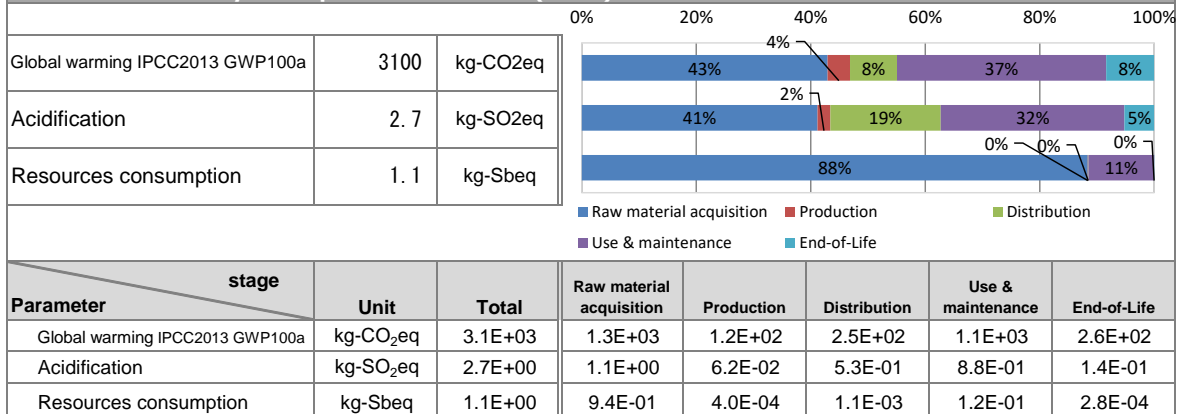 0% 20% 40% 60% 80% 100%
Global warming IPCC2013 GWP100a 3100 kg-CO2eq
4%
43% 8% 37% 8%
Acidification 2.7 kg-SO2eq
2%
41% 19% 32% 5%
Resources consumption 1.1 kg-Sbeq
0% 0% 0%
88% 11%
Raw material acquisition Production Distribution
Use & maintenance End-of-Life
stage
Parameter Unit Total Raw material acquisition Production Distribution Use & maintenance End-of-Life
Global warming IPCC2013 GWP100a kg-CO₂eq 3.1E+03 1.3E+03 1.2E+02 2.5E+02 1.1E+03 2.6E+02
Acidification kg-SO₂eq 2.7E+00 1.1E+00 6.2E-02 5.3E-01 8.8E-01 1.4E-01
Resources consumption kg-Sbeq 1.1E+00 9.4E-01 4.0E-04 1.1E-03 1.2E-01 2.8E-04